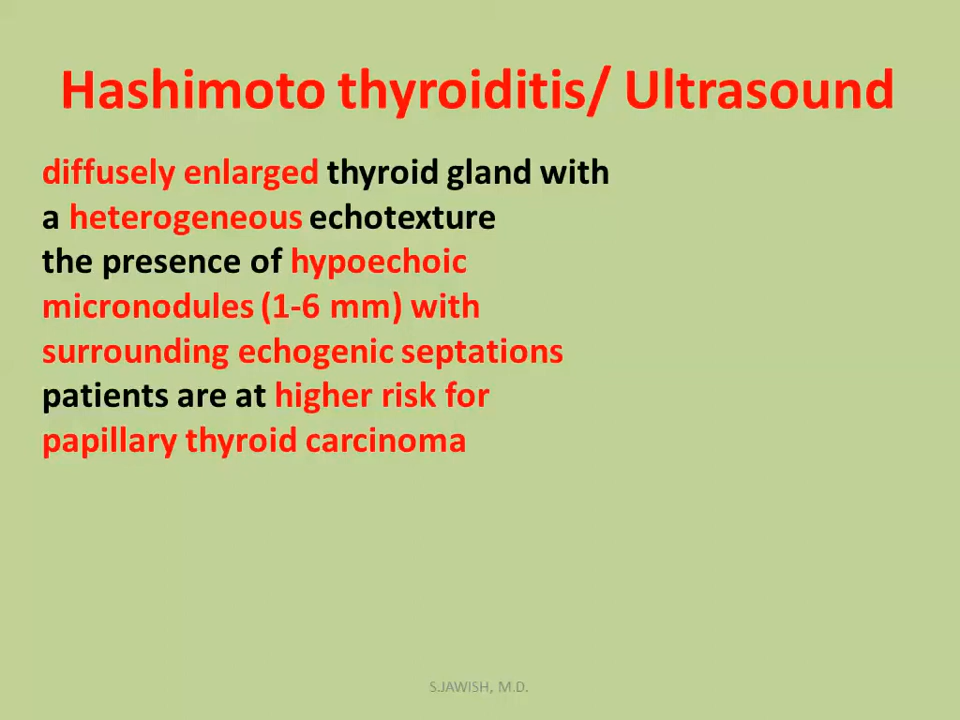 Hashimoto thyroiditis/ Ultrasound
diffusely enlarged thyroid gland with
a heterogeneous echotexture
the presence of hypoechoic
micronodules (1-6 mm) with
surrounding echogenic septations
patients are at higher risk for
papillary thyroid carcinoma
S.JAWISH, M.D.